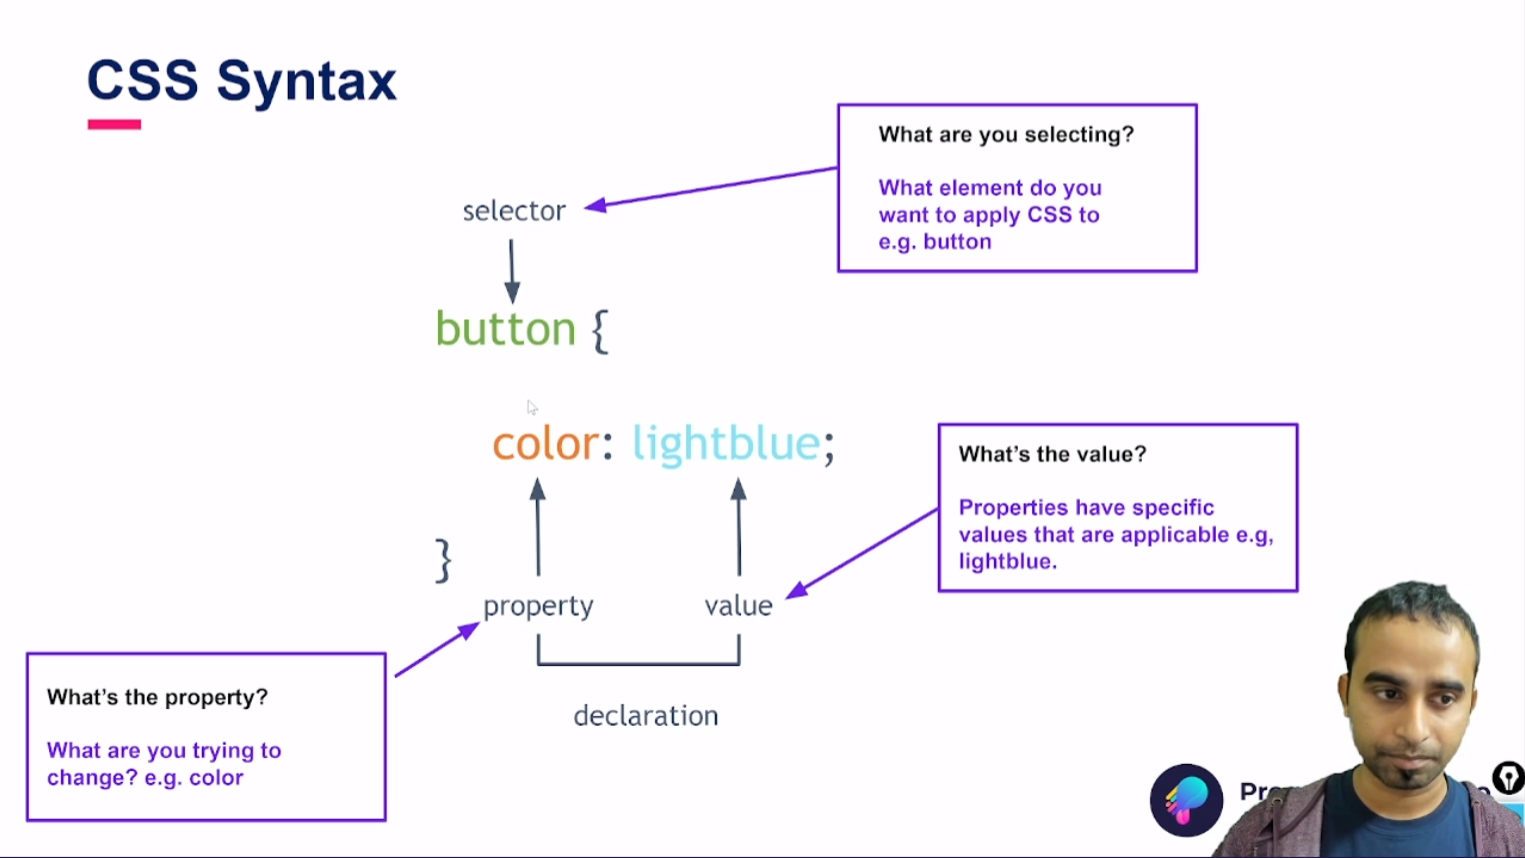 CSS Syntax
What are you selecting?
What element do you
want to apply CSS to
e.g. button
selector
button {
color: lightblue;
What's the value?
Properties have specific
values that are applicable e.g,
lightblue.
}
property
value
What's the property?
What are you trying to
change? e.g. color
declaration